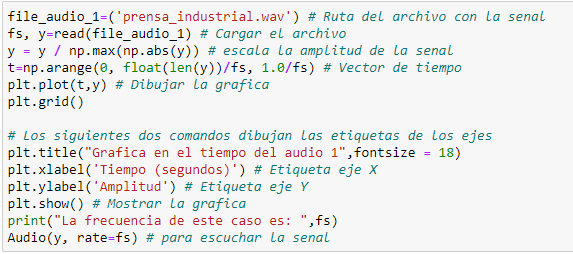 file_audio_1=('prensa_industrial.wav') # Ruta del archivo con la senal
fs, y=read(file_audio_1) # Cargar el archivo
y = y / np.max(np.abs(y)) # escala la amplitud de la senal
t=np.arange(0, float(len(y))/fs, 1.0/fs) # Vector de tiempo
plt.plot(t,y) # Dibujar la grafica
plt.grid()
# Los siguientes dos comandos dibujan las etiquetas de los ejes
plt.title("Grafica en el tiempo del audio 1",fontsize = 18)
plt.xlabel('Tiempo (segundos)') # Etiqueta eje X
plt.ylabel('Amplitud') # Etiqueta eje Y
plt.show() # Mostrar la grafica
print("La frecuencia de este caso es: ",fs)
Audio(y, rate=fs) # para escuchar la senal